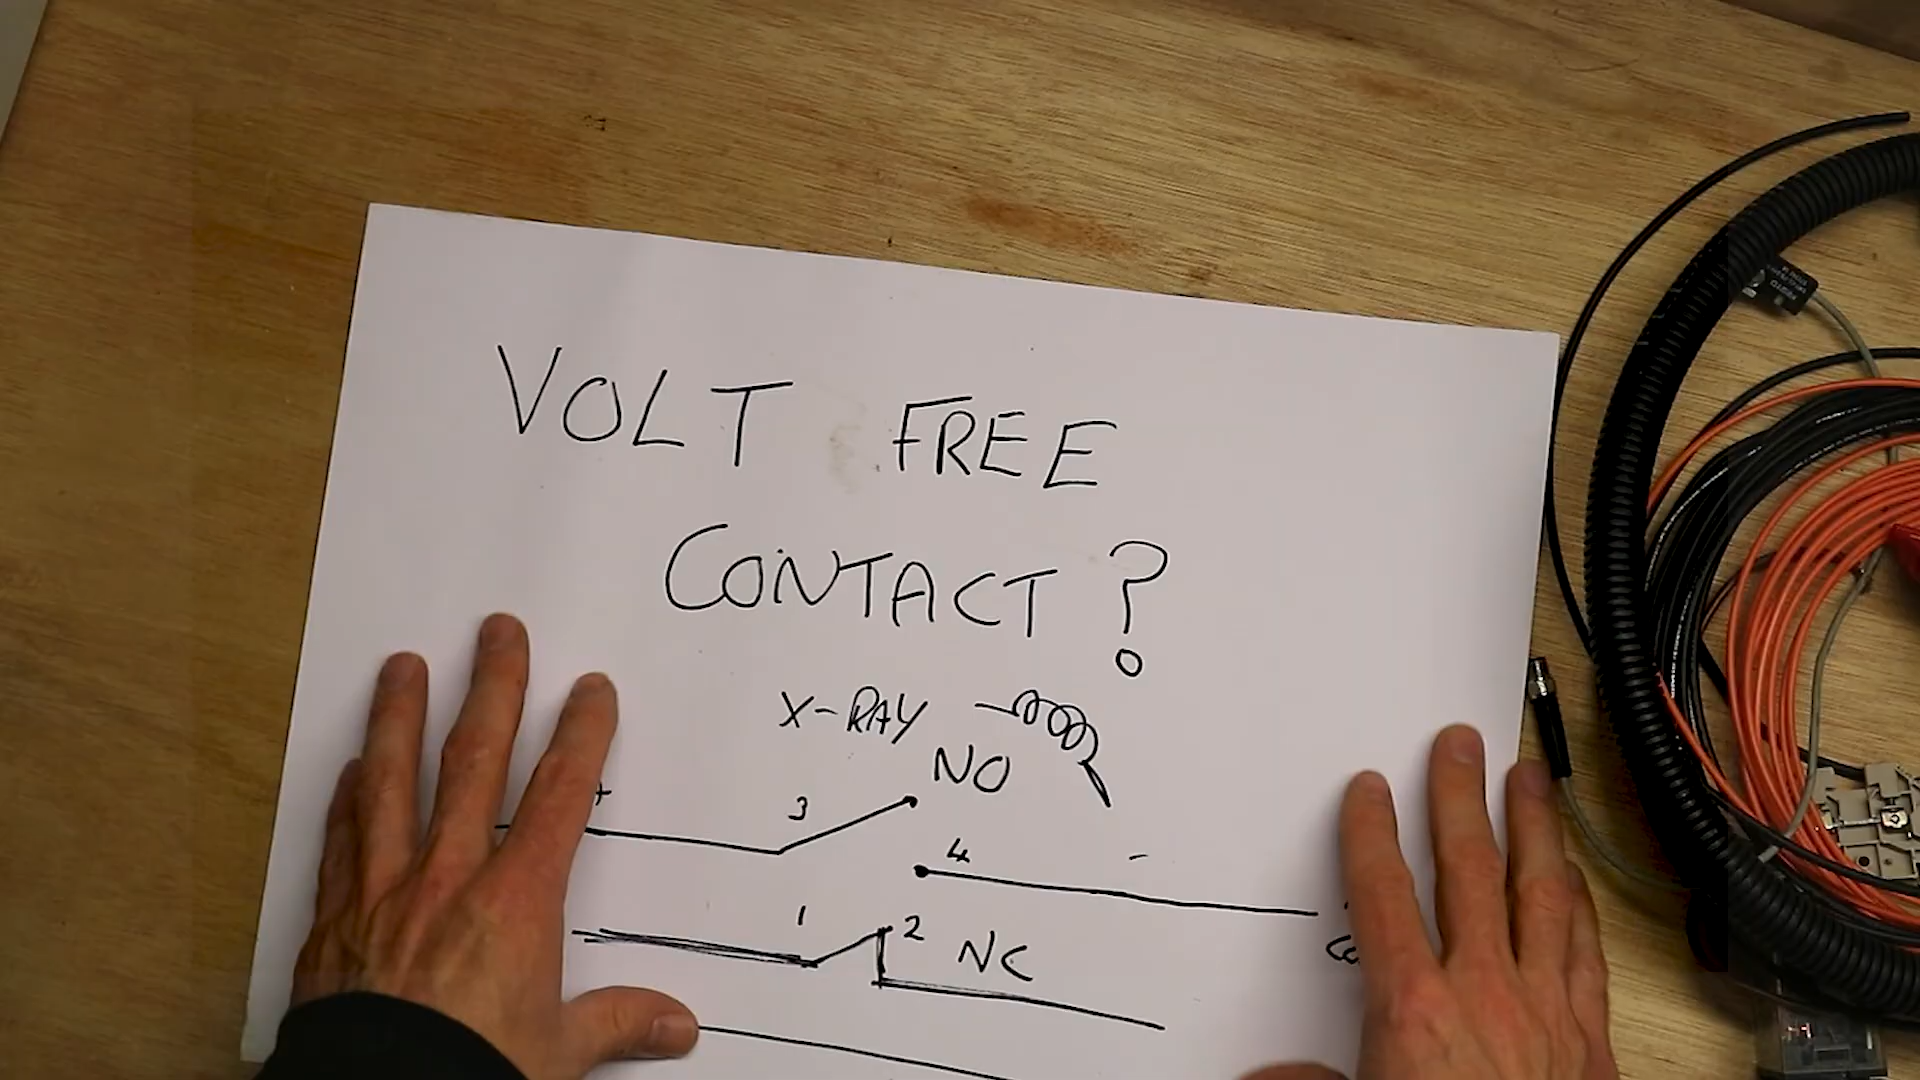 VOLT FREE
CONTACT?
X-RAY
NO
+ 3
4 -
1 2 NC